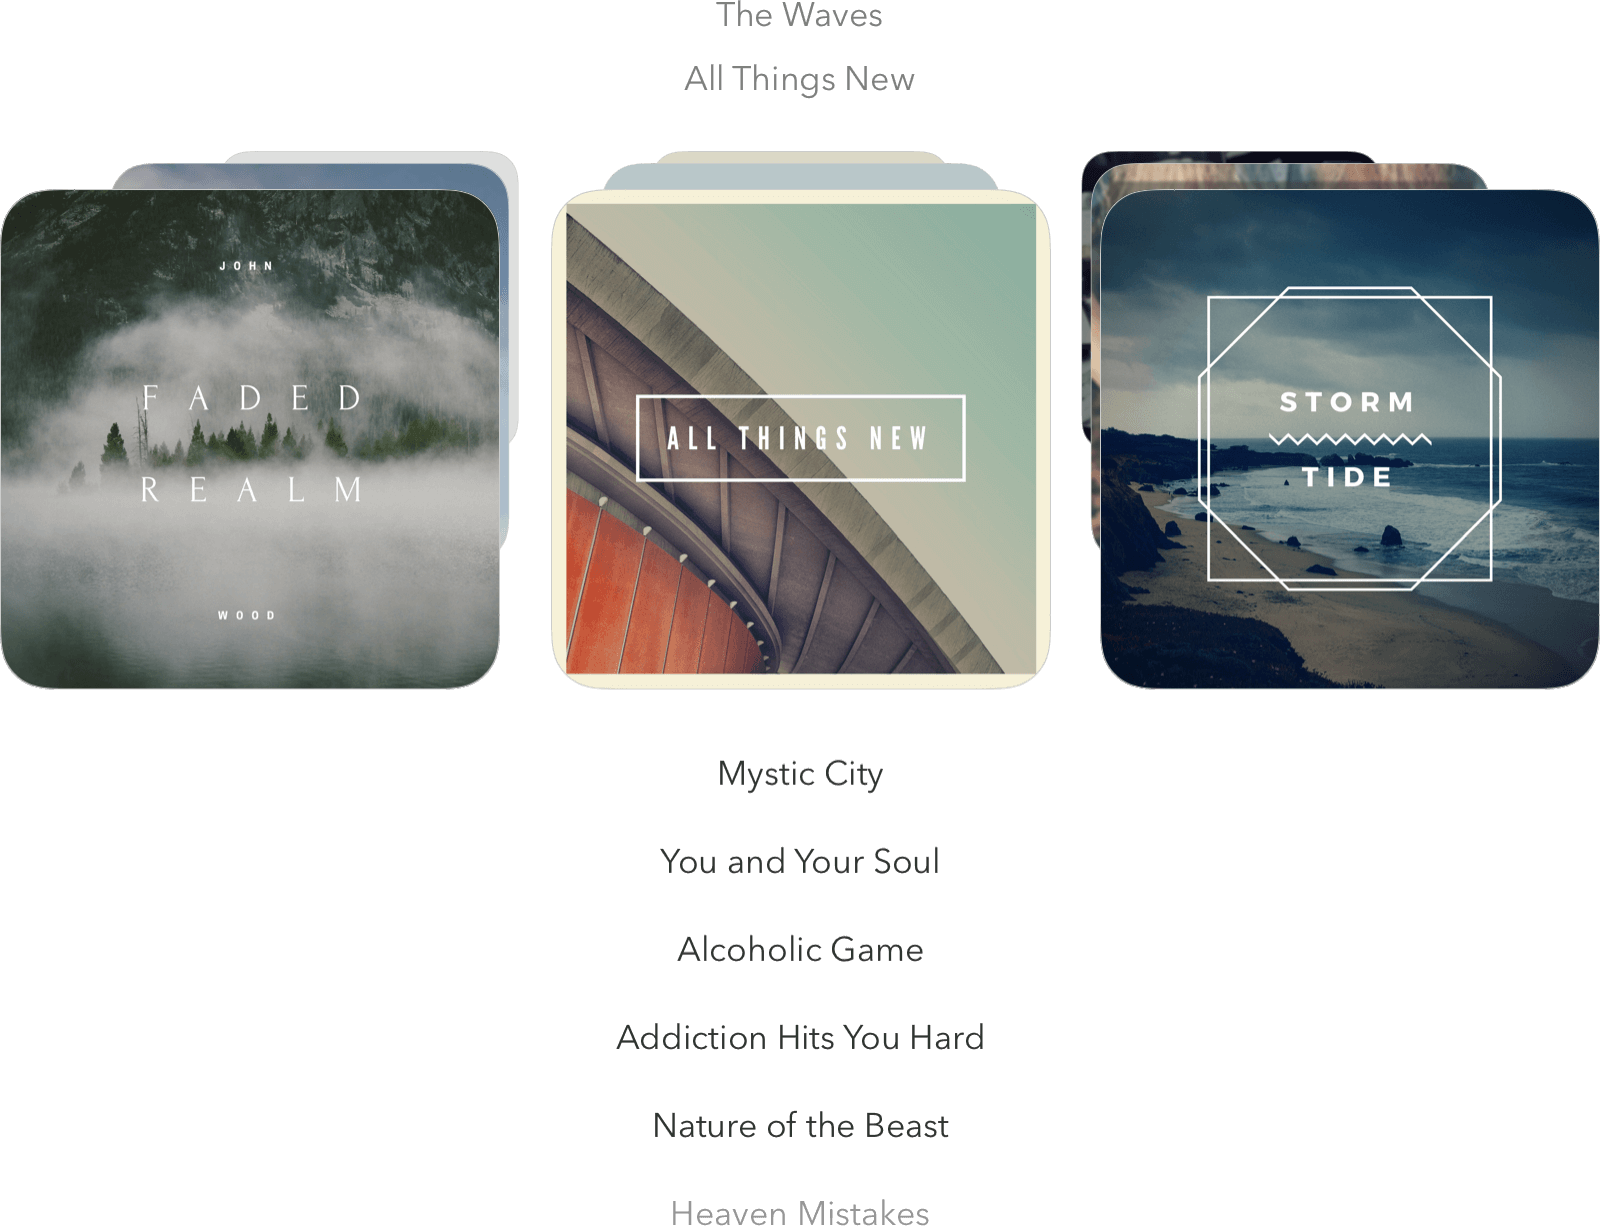 The Waves
All Things New
JOHN
FADED
REALM
WOOD
ALL THINGS NEW
STORM
TIDE
Mystic City
You and Your Soul
Alcoholic Game
Addiction Hits You Hard
Nature of the Beast
Heaven Mistakes